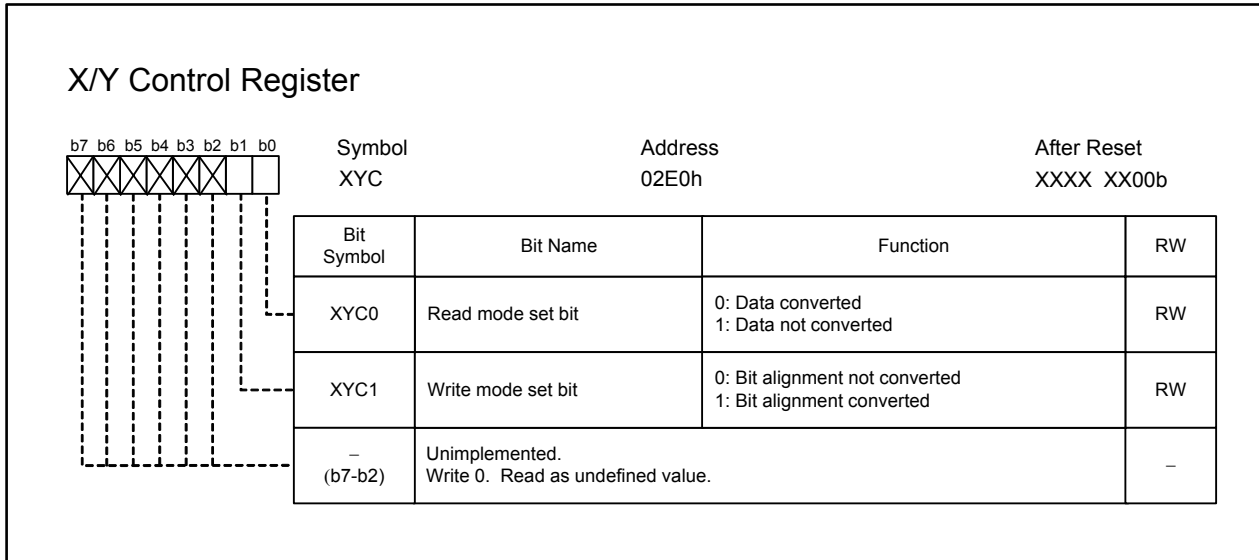 X/Y Control Register
b7 b6 b5 b4 b3 b2 b1 b0
Symbol Address After Reset
XYC 02E0h XXXX XX00b
Bit Symbol Bit Name Function RW
XYC0 Read mode set bit 0: Data converted
1: Data not converted RW
XYC1 Write mode set bit 0: Bit alignment not converted
1: Bit alignment converted RW
– (b7-b2) Unimplemented.
Write 0. Read as undefined value. –